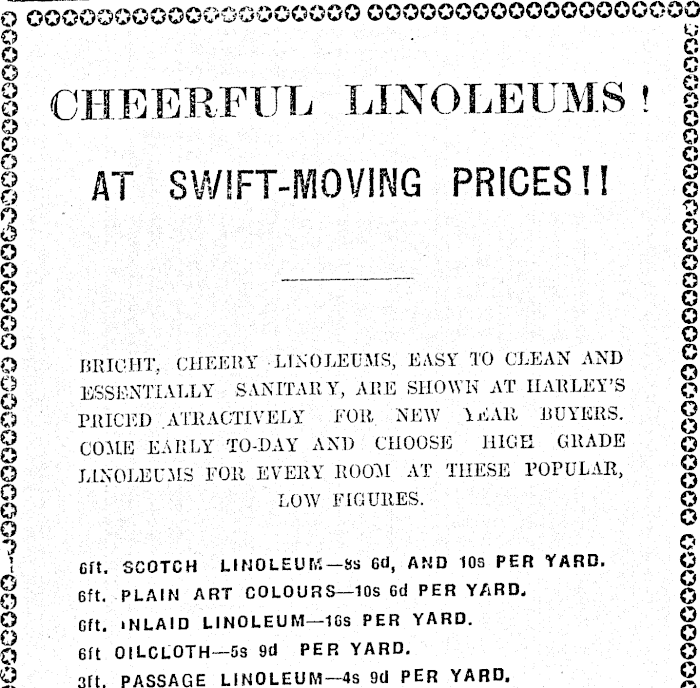 CHEERFUL LINOLEUMS!
AT SWIFT-MOVING PRICES!!
BRIGHT, CHEERY LINOLEUMS, EASY TO CLEAN AND
ESSENTIALLY SANITARY, ARE SHOWN AT HARLEY'S
PRICED ATRACTIVELY FOR NEW YEAR BUYERS.
COME EARLY TO-DAY AND CHOOSE HIGH GRADE
LINOLEUMS FOR EVERY ROOM AT THESE POPULAR,
LOW FIGURES.
6ft. SCOTCH LINOLEUM—8s 6d, AND 10s PER YARD.
6ft. PLAIN ART COLOURS—10s 6d PER YARD.
6ft. INLAID LINOLEUM—16s PER YARD.
6ft OILCLOTH—5s 9d PER YARD.
3ft. PASSAGE LINOLEUM—4s 9d PER YARD.